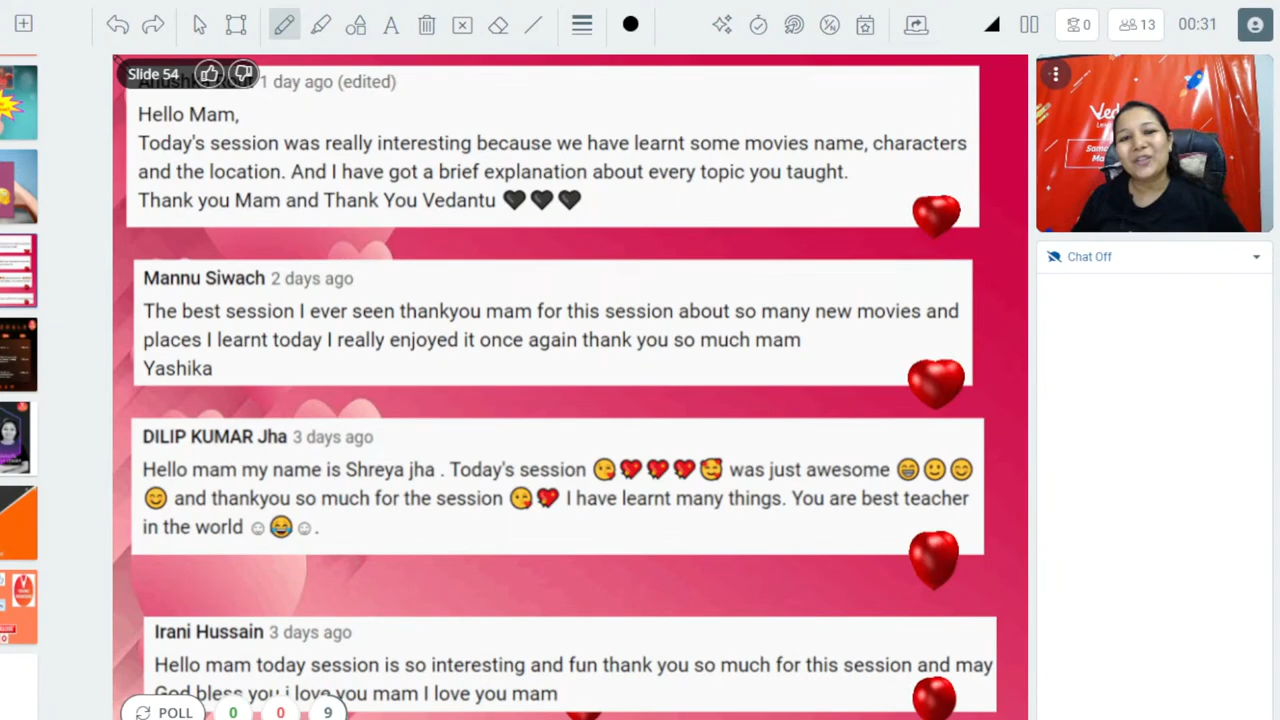 0
13
00:31
Slide 54
1 day ago (edited)
Hello Mam,
Today's session was really interesting because we have learnt some movies name, characters
and the location. And I have got a brief explanation about every topic you taught.
Thank you Mam and Thank You Vedantu 🖤🖤🖤
Mannu Siwach 2 days ago
The best session I ever seen thankyou mam for this session about so many new movies and
places I learnt today I really enjoyed it once again thank you so much mam
Yashika
DILIP KUMAR Jha 3 days ago
Hello mam my name is Shreya jha . Today's session 😘💖💖💖🥰 was just awesome 😁🙂😊
😊 and thankyou so much for the session 😘💖 I have learnt many things. You are best teacher
in the world ☺😂☺.
Irani Hussain 3 days ago
Hello mam today session is so interesting and fun thank you so much for this session and may
God bless you i love you mam I love you mam
POLL 0 0 9
Chat Off